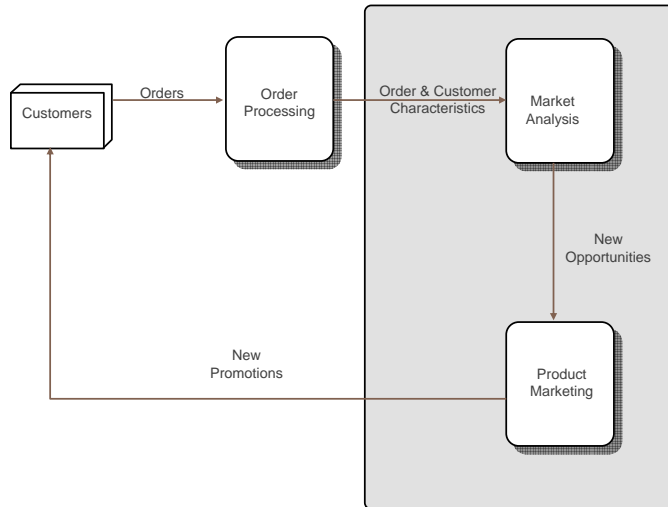 Customers
Orders
Order
Processing
Order & Customer
Characteristics
Market
Analysis
New
Opportunities
Product
Marketing
New
Promotions